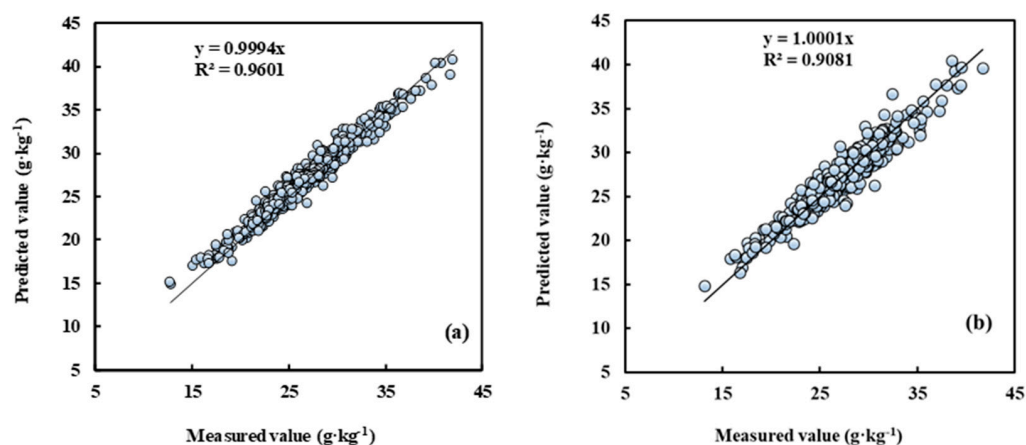 45
40
35
30
25
20
15
10
5
5
15
25
35
45
Predicted value (g·kg⁻¹)
Measured value (g·kg⁻¹)
y = 0.9994x
R² = 0.9601
(a)
45
40
35
30
25
20
15
10
5
5
15
25
35
45
Predicted value (g·kg⁻¹)
Measured value (g·kg⁻¹)
y = 1.0001x
R² = 0.9081
(b)